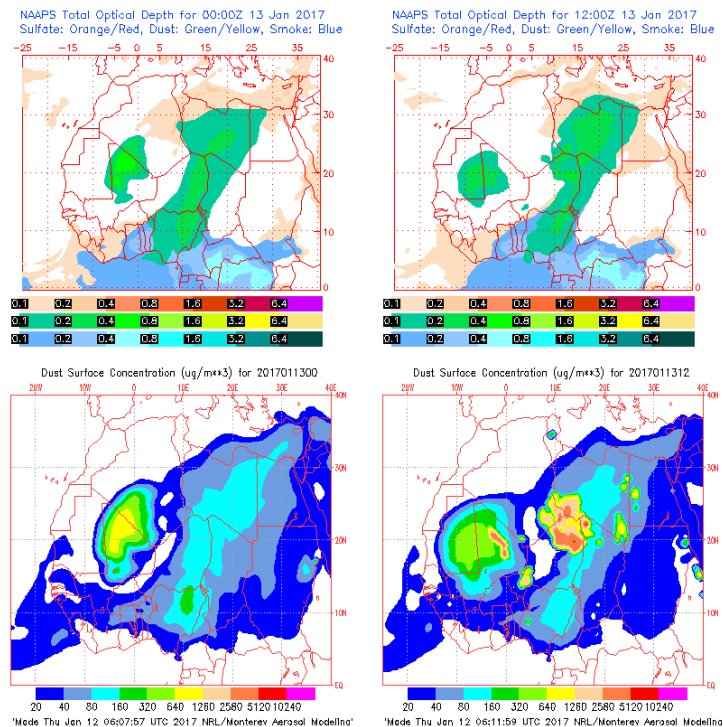 NAAPS Total Optical Depth for 00:00Z 13 Jan 2017
Sulfate: Orange/Red, Dust: Green/Yellow, Smoke: Blue
-25 -15 -10 -5 0 5 15 25 35
40
30
20
10
0
0.1 0.2 0.4 0.8 1.6 3.2 6.4
0.1 0.2 0.4 0.8 1.6 3.2 6.4
0.1 0.2 0.4 0.8 1.6 3.2 6.4
NAAPS Total Optical Depth for 12:00Z 13 Jan 2017
Sulfate: Orange/Red, Dust: Green/Yellow, Smoke: Blue
-25 -15 -10 -5 0 5 15 25 35
40
30
20
10
0
0.1 0.2 0.4 0.8 1.6 3.2 6.4
0.1 0.2 0.4 0.8 1.6 3.2 6.4
0.1 0.2 0.4 0.8 1.6 3.2 6.4
Dust Surface Concentration (ug/m**3) for 2017011300
20W 10W 0 10E 20E 30E 40E
40N
30N
20N
10N
EQ
20 40 80 160 320 640 1280 2580 5120 10240
'Made Thu Jan 12 06:07:57 UTC 2017 NRL/Monterey Aerosol Modeling'
Dust Surface Concentration (ug/m**3) for 2017011312
20W 10W 0 10E 20E 30E 40E
40N
30N
20N
10N
EQ
20 40 80 160 320 640 1280 2580 5120 10240
'Made Thu Jan 12 06:11:59 UTC 2017 NRL/Monterey Aerosol Modeling'